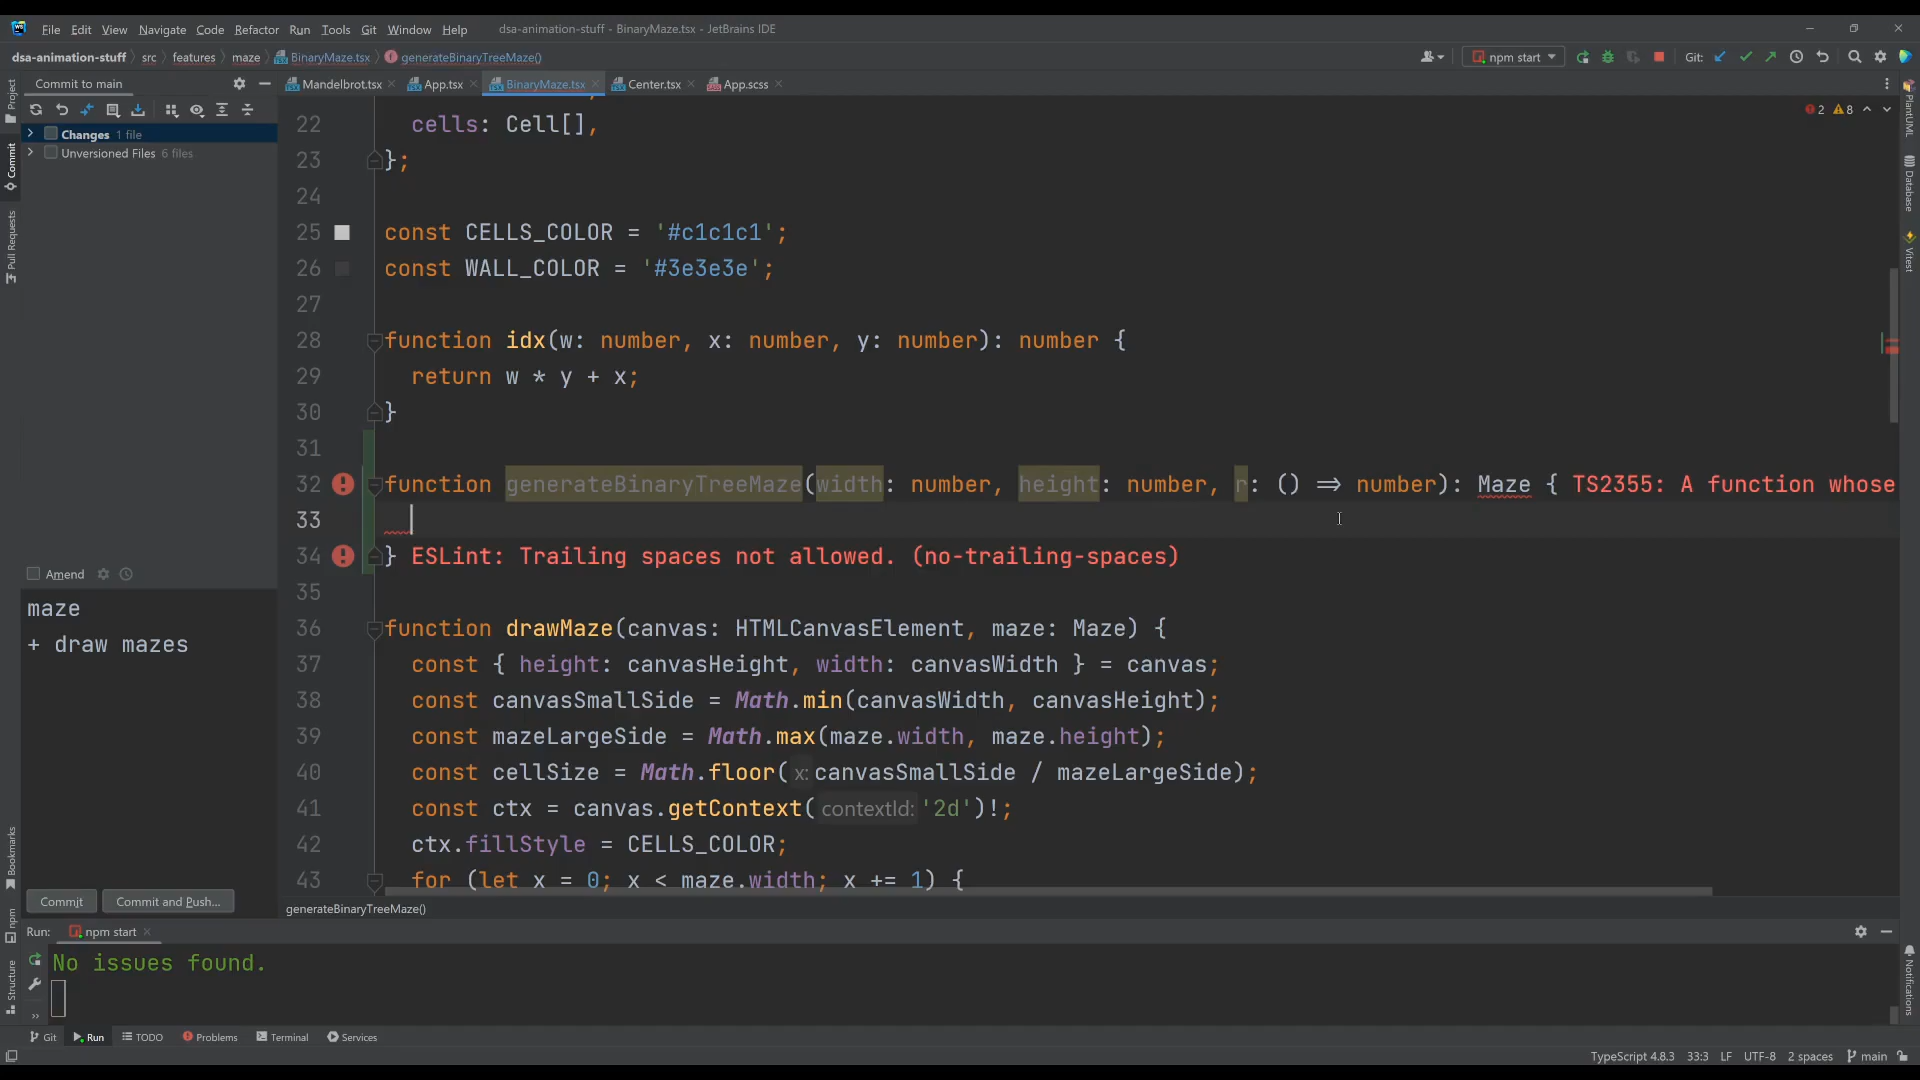 File Edit View Navigate Code Refactor Run Tools Git Window Help dsa-animation-stuff - BinaryMaze.tsx - JetBrains IDE
dsa-animation-stuff src features maze BinaryMaze.tsx generateBinaryTreeMaze() npm start Git:
Commit to main Mandelbrot.tsx App.tsx BinaryMaze.tsx Center.tsx App.scss
Project
Commit
Pull Requests
Changes 1 file
Unversioned Files 6 files
2 8
PlantUML
Database
Vitest
22 cells: Cell[],
23 };
24
25 const CELLS_COLOR = '#c1c1c1';
26 const WALL_COLOR = '#3e3e3e';
27
28 function idx(w: number, x: number, y: number): number {
29 return w * y + x;
30 }
31
32 function generateBinaryTreeMaze(width: number, height: number, r: () => number): Maze { TS2355: A function whose
33
34 } ESLint: Trailing spaces not allowed. (no-trailing-spaces)
35
36 function drawMaze(canvas: HTMLCanvasElement, maze: Maze) {
37 const { height: canvasHeight, width: canvasWidth } = canvas;
38 const canvasSmallSide = Math.min(canvasWidth, canvasHeight);
39 const mazeLargeSide = Math.max(maze.width, maze.height);
40 const cellSize = Math.floor( x: canvasSmallSide / mazeLargeSide);
41 const ctx = canvas.getContext( contextId: '2d')!;
42 ctx.fillStyle = CELLS_COLOR;
43 for (let x = 0; x < maze.width; x += 1) {
Amend
maze
+ draw mazes
Commit Commit and Push...
generateBinaryTreeMaze()
Bookmarks
npm
Structure
Notifications
Run: npm start
No issues found.
Git Run TODO Problems Terminal Services
TypeScript 4.8.3 33:3 LF UTF-8 2 spaces main